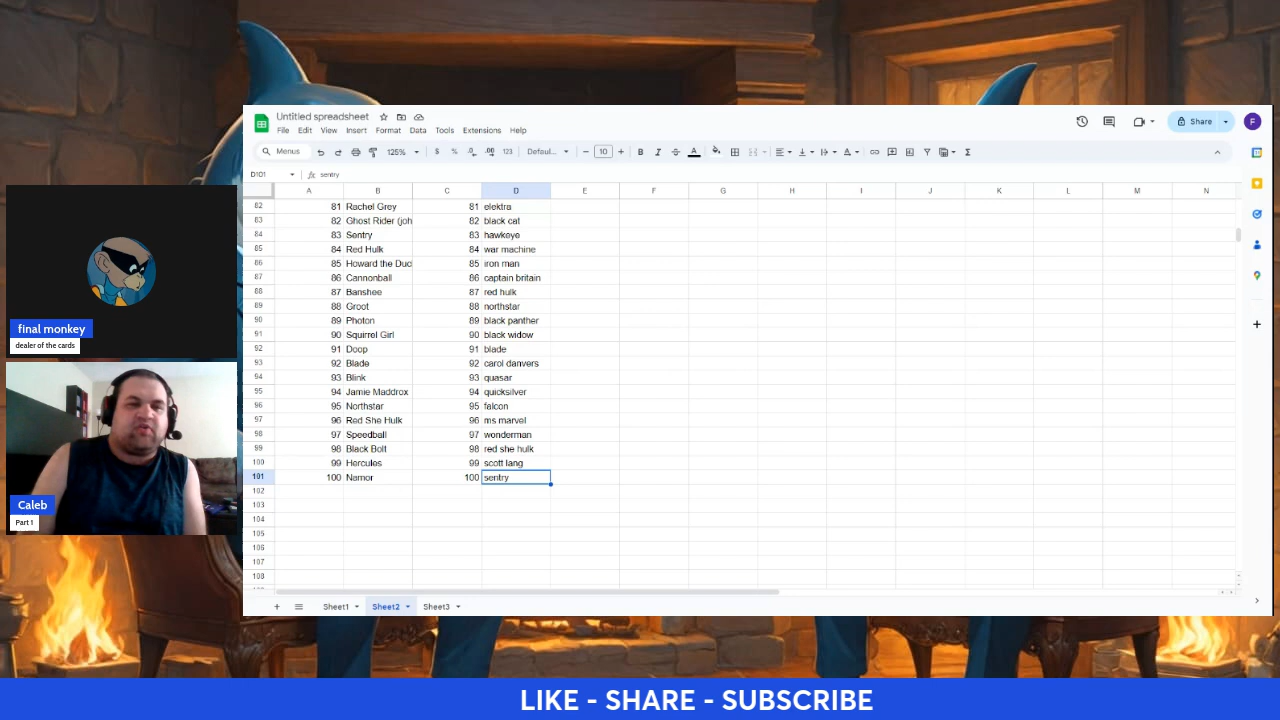 Untitled spreadsheet
File Edit View Insert Format Data Tools Extensions Help
Share
F
Menus 125% $ % .0 .00 123 Defaul... - 10 + B I A
D101 fx sentry
A B C D E F G H I J K L M N
82 81 Rachel Grey 81 elektra
83 82 Ghost Rider (joh 82 black cat
84 83 Sentry 83 hawkeye
85 84 Red Hulk 84 war machine
86 85 Howard the Duc 85 iron man
87 86 Cannonball 86 captain britain
88 87 Banshee 87 red hulk
89 88 Groot 88 northstar
90 89 Photon 89 black panther
91 90 Squirrel Girl 90 black widow
92 91 Doop 91 blade
93 92 Blade 92 carol danvers
94 93 Blink 93 quasar
95 94 Jamie Maddrox 94 quicksilver
96 95 Northstar 95 falcon
97 96 Red She Hulk 96 ms marvel
98 97 Speedball 97 wonderman
99 98 Black Bolt 98 red she hulk
100 99 Hercules 99 scott lang
101 100 Namor 100 sentry
102
103
104
105
106
107
108
Sheet1 Sheet2 Sheet3
final monkey
dealer of the cards
Caleb
Part 1
LIKE - SHARE - SUBSCRIBE